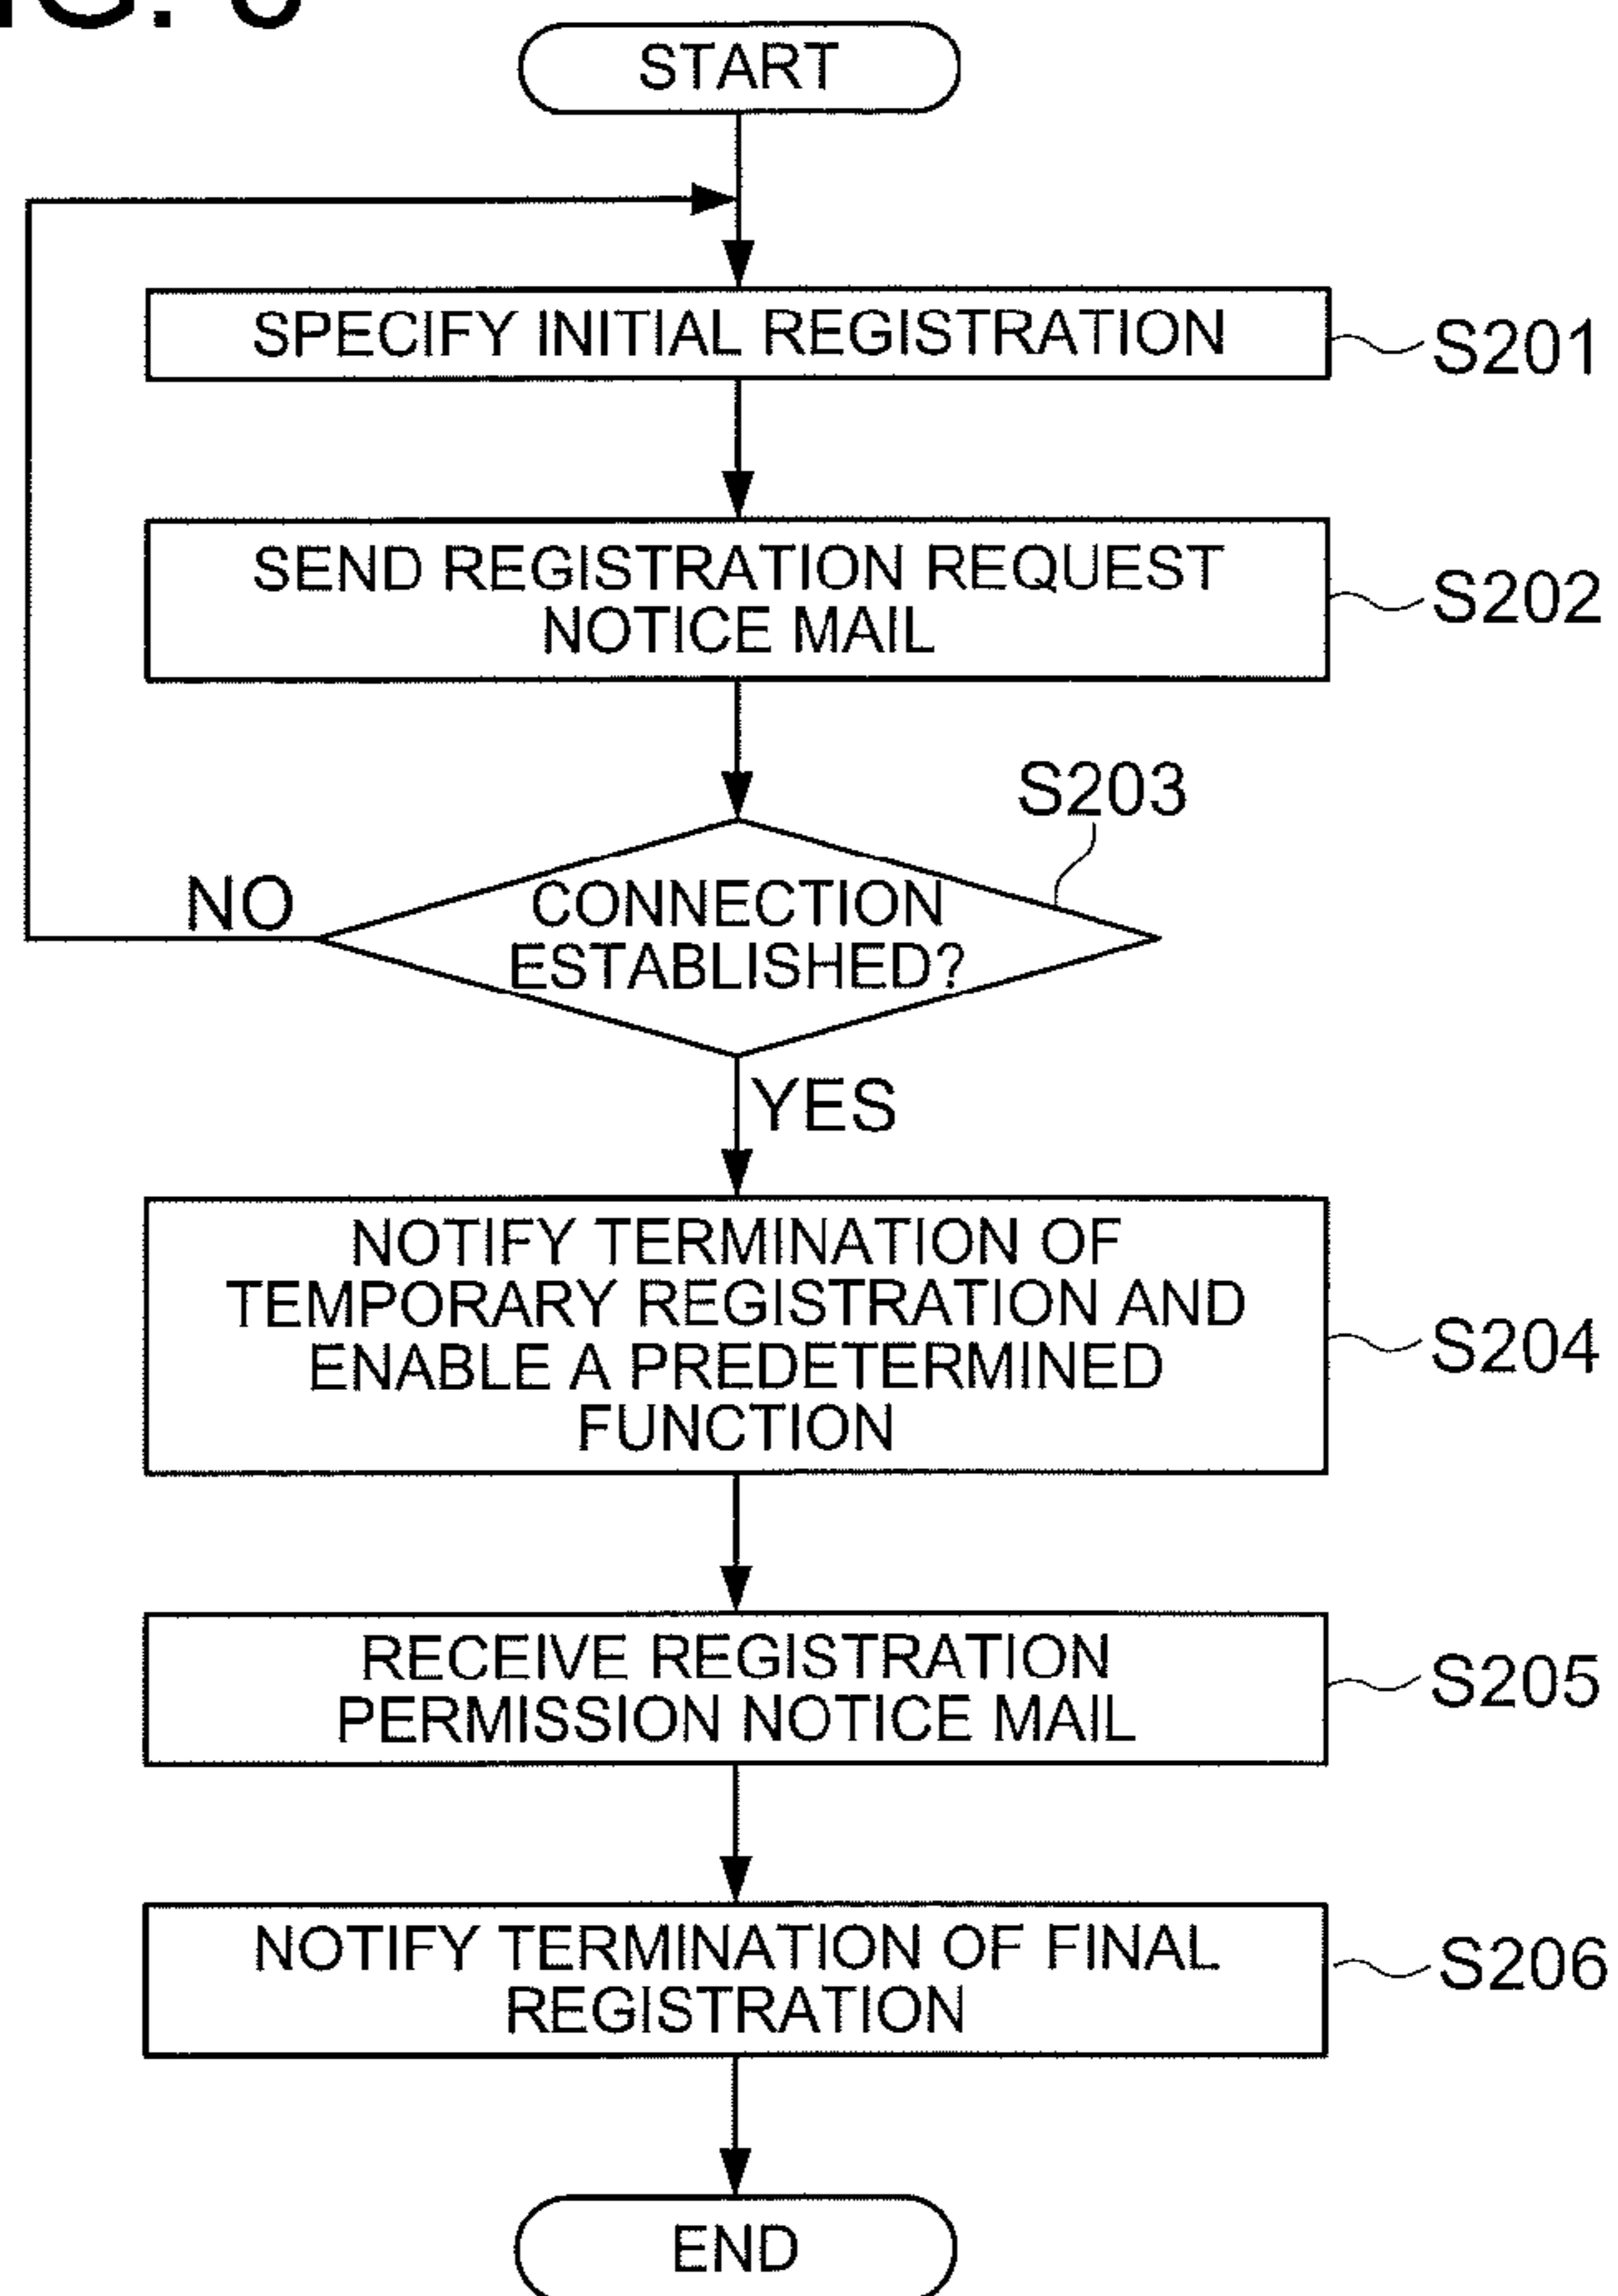 START
SPECIFY INITIAL REGISTRATION
S201
SEND REGISTRATION REQUEST
NOTICE MAIL
S202
S203
NO
CONNECTION
ESTABLISHED?
YES
NOTIFY TERMINATION OF
TEMPORARY REGISTRATION AND
ENABLE A PREDETERMINED
FUNCTION
S204
RECEIVE REGISTRATION
PERMISSION NOTICE MAIL
S205
NOTIFY TERMINATION OF FINAL
REGISTRATION
S206
END